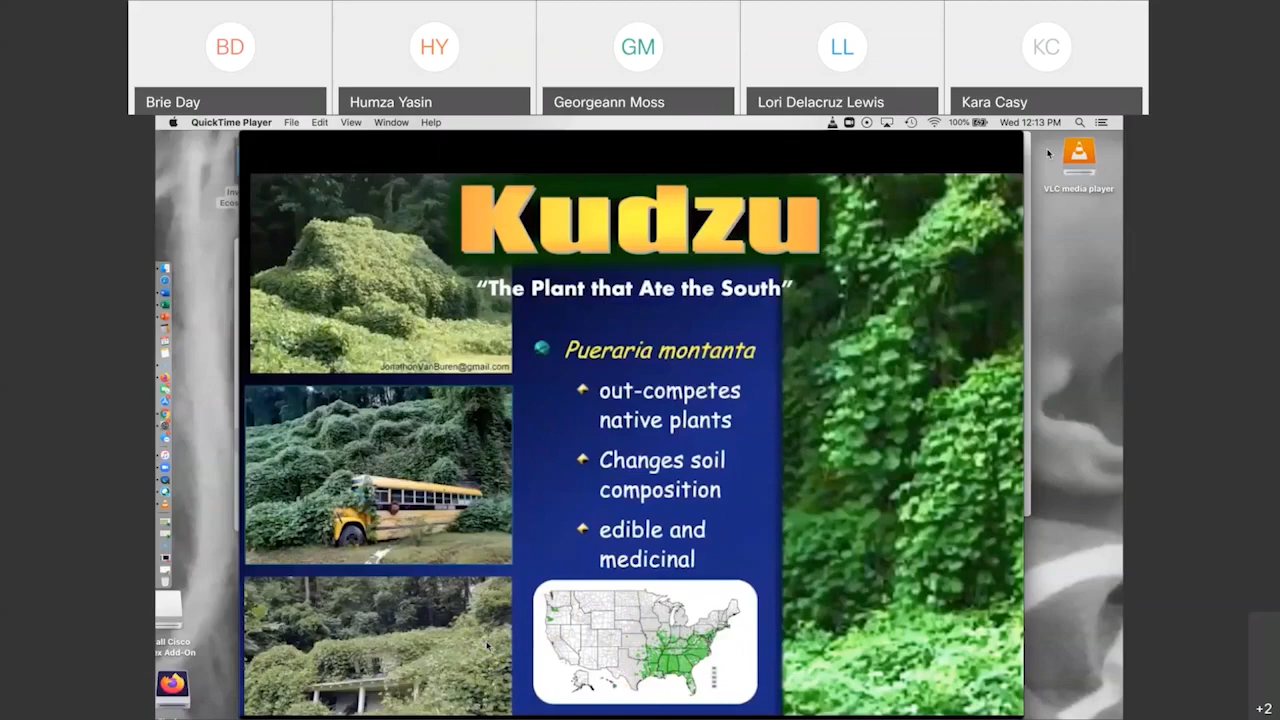 BD
HY
GM
LL
KC
Brie Day
Humza Yasin
Georgeann Moss
Lori Delacruz Lewis
Kara Casy
QuickTime Player File Edit View Window Help
100% Wed 12:13 PM
VLC media player
Kudzu
"The Plant that Ate the South"
JonathonVanBuren@gmail.com
Pueraria montanta
out-competes
native plants
Changes soil
composition
edible and
medicinal
all Cisco
ex Add-On
+2